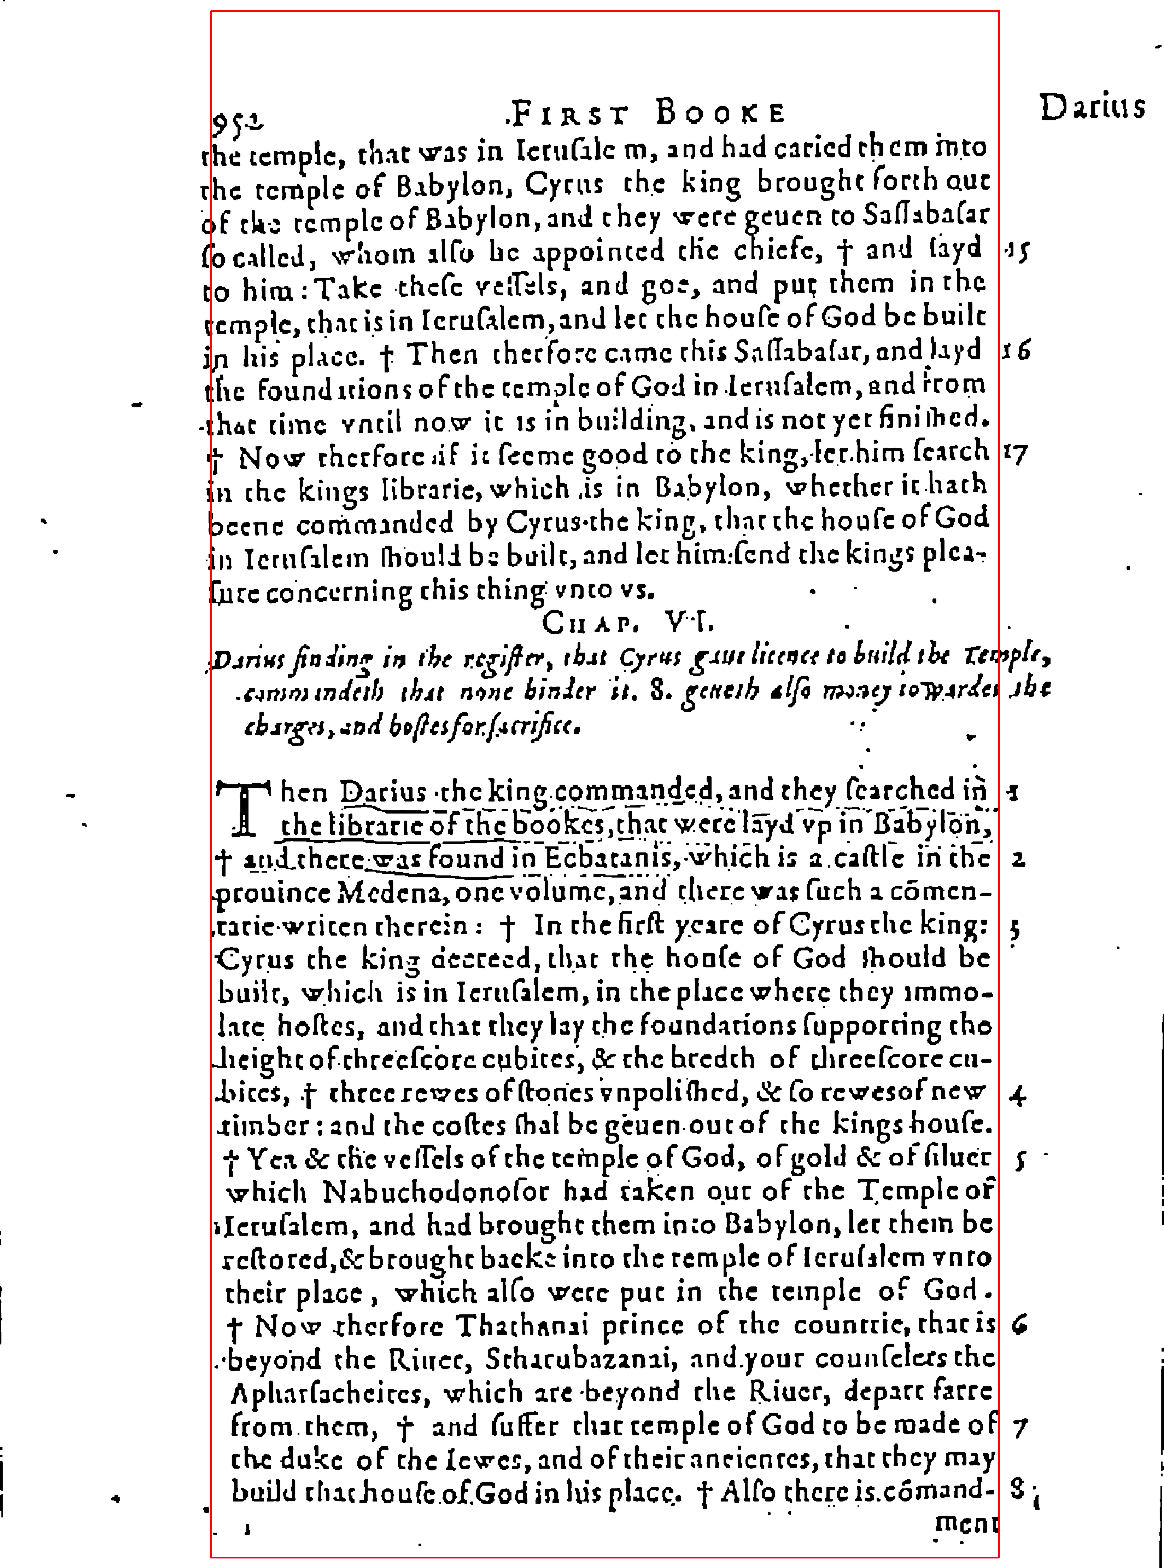 952 FIRST BOOKE Darius
the temple, that was in Ieruſalem, and had caried them into
the temple of Babylon, Cyrus the king brought forth out
of the temple of Babylon, and they were geuen to Saſſabaſar
ſo called, whom alſo he appointed the chiefe, † and ſayd 15
to him: Take theſe veſſels, and goe, and put them in the
temple, that is in Ieruſalem, and let the houſe of God be built
in his place. † Then therfore came this Saſſabaſar, and layd 16
the foundations of the temple of God in Ieruſalem, and from
that time vntil now it is in building, and is not yet finiſhed.
† Now therfore if it ſeeme good to the king, let him ſearch 17
in the kings librarie, which is in Babylon, whether it hath
beene commanded by Cyrus the king, that the houſe of God
in Ieruſalem ſhould be built, and let him ſend the kings plea-
ſure concerning this thing vnto vs.
CHAP. VI.
Darius finding in the regiſter, that Cyrus gaue licence to build the Temple,
commandeth that none hinder it. 8. geueth alſo money towardes the
charges, and hoſtes for ſacrifice.
Then Darius the king commanded, and they ſearched in 1
the librarie of the bookes, that were layd vp in Babylon,
† and there was found in Ecbatanis, which is a caſtle in the 2
prouince Medena, one volume, and there was ſuch a cōmen-
tarie writen therein: † In the firſt yeare of Cyrus the king: 3
Cyrus the king decreed, that the houſe of God ſhould be
built, which is in Ieruſalem, in the place where they immo-
late hoſtes, and that they lay the foundations ſupporting the
height of threeſcore cubites, & the bredth of threeſcore cu-
bites, † three rewes of ſtones vnpoliſhed, & ſo rewes of new 4
timber: and the coſtes ſhal be geuen out of the kings houſe.
† Yea & the veſſels of the temple of God, of gold & of ſiluer 5
which Nabuchodonoſor had taken out of the Temple of
Ieruſalem, and had brought them into Babylon, let them be
reſtored, & brought backe into the temple of Ieruſalem vnto
their place, which alſo were put in the temple of God.
† Now therfore Thathanai prince of the countrie, that is 6
beyond the Riuer, Stharubazanai, and your counſelers the
Apharſacheites, which are beyond the Riuer, depart farre
from them, † and ſuffer that temple of God to be made of 7
the duke of the Iewes, and of their ancientes, that they may
build that houſe of God in his place. † Alſo there is cōmand- 8
ment